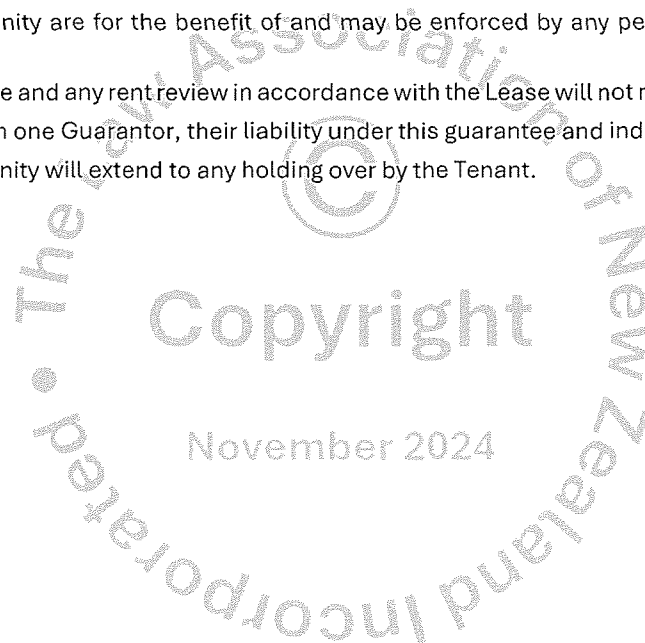 nity are for the benefit of and may be enforced by any pe
e and any rent review in accordance with the Lease will not r
n one Guarantor, their liability under this guarantee and ind
nity will extend to any holding over by the Tenant.
The Law Association of New Zealand Incorporated •
©
Copyright
November 2024